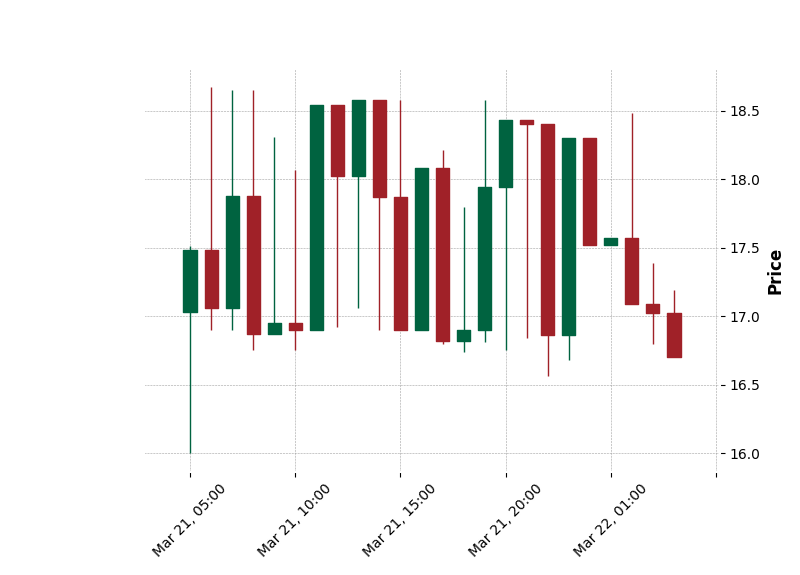 18.5
18.0
17.5
17.0
16.5
16.0
Price
Mar 21, 05:00
Mar 21, 10:00
Mar 21, 15:00
Mar 21, 20:00
Mar 22, 01:00